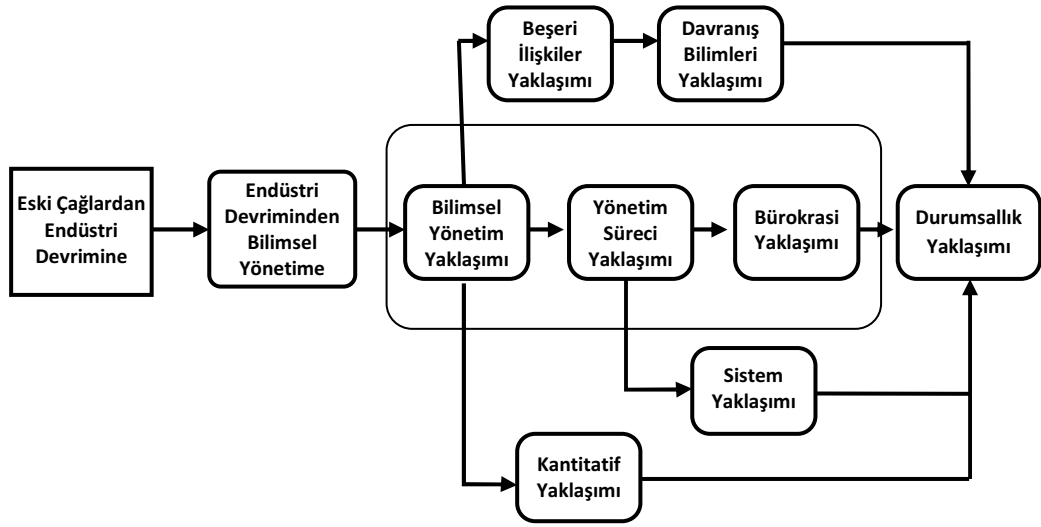 Beşeri
İlişkiler
Yaklaşımı
Davranış
Bilimleri
Yaklaşımı
Eski Çağlardan
Endüstri
Devrimine
Endüstri
Devriminden
Bilimsel
Yönetime
Bilimsel
Yönetim
Yaklaşımı
Yönetim
Süreci
Yaklaşımı
Bürokrasi
Yaklaşımı
Durumsallık
Yaklaşımı
Sistem
Yaklaşımı
Kantitatif
Yaklaşımı